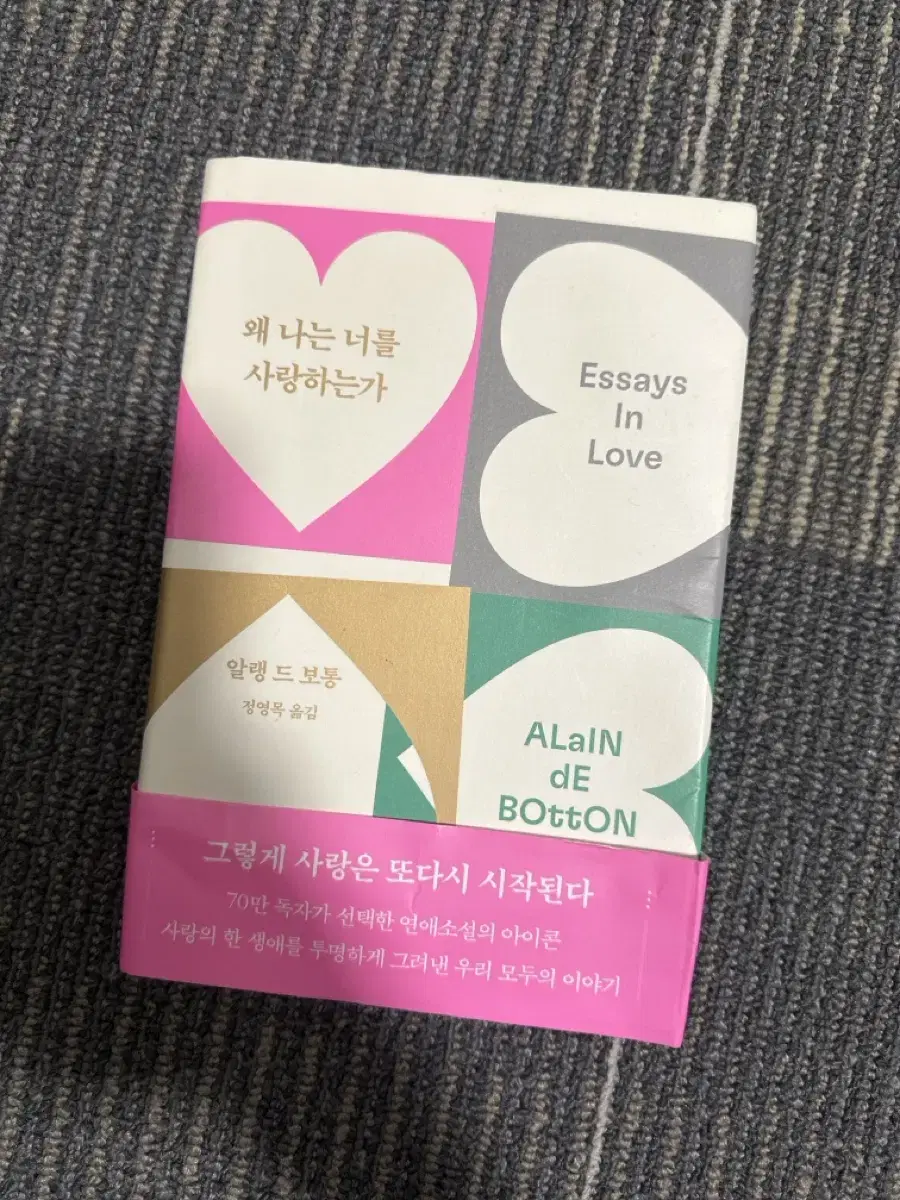 왜 나는 너를
사랑하는가
Essays
In
Love
알랭 드 보통
정영목 옮김
ALaIN
dE
BOttON
그렇게 사랑은 또다시 시작된다
70만 독자가 선택한 연애소설의 아이콘
사랑의 한 생애를 투명하게 그려낸 우리 모두의 이야기